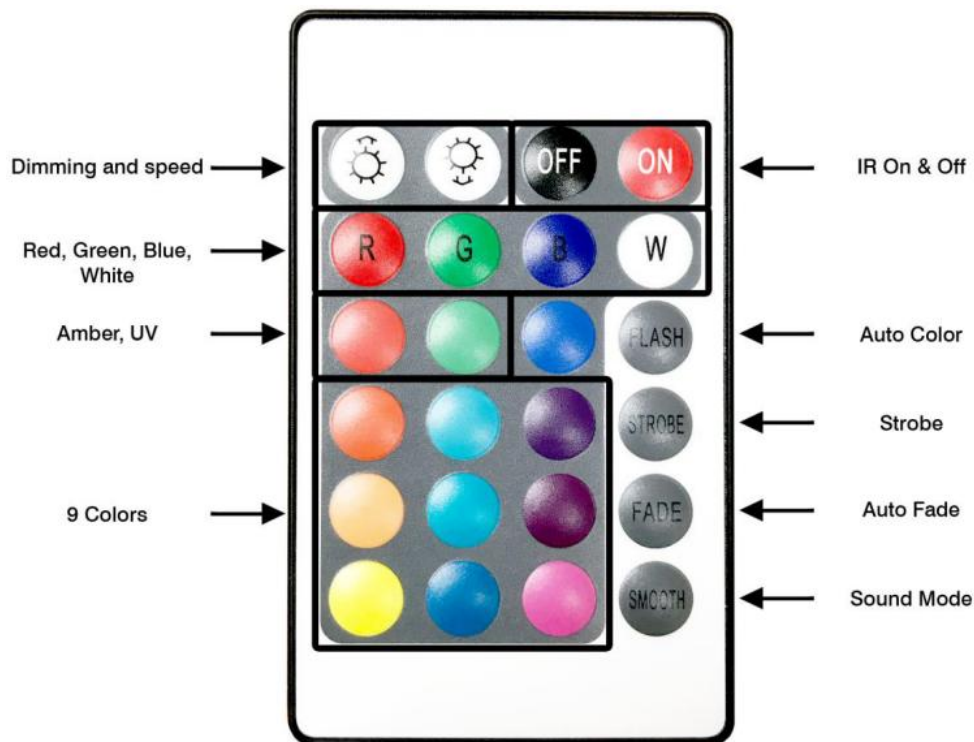 Dimming and speed
OFF
ON
IR On & Off
Red, Green, Blue,
White
R
G
B
W
Amber, UV
FLASH
Auto Color
STROBE
Strobe
9 Colors
FADE
Auto Fade
SMOOTH
Sound Mode